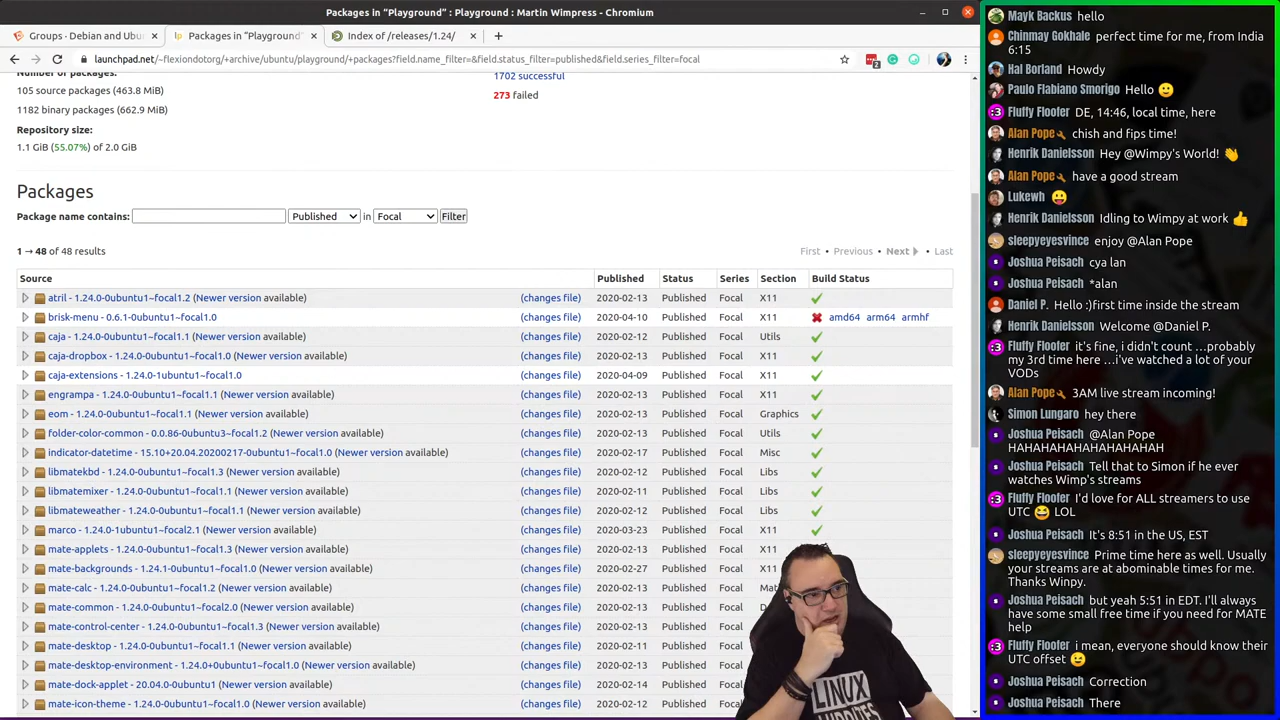 Packages in “Playground” : Playground : Martin Wimpress - Chromium
Groups - Debian and Ubun
Packages in “Playground”
Index of /releases/1.24/
launchpad.net/~flexiondotorg/+archive/ubuntu/playground/+packages?field.name_filter=&field.status_filter=published&field.series_filter=focal
2
Number of packages:
105 source packages (463.8 MiB)
1182 binary packages (662.9 MiB)
Repository size:
1.1 GiB (55.07%) of 2.0 GiB
1702 successful
273 failed
Packages
Package name contains: Published in Focal Filter
1 → 48 of 48 results
First • Previous • Next • Last
Source Published Status Series Section Build Status
atril - 1.24.0-0ubuntu1~focal1.2 (Newer version available) (changes file) 2020-02-13 Published Focal X11
brisk-menu - 0.6.1-0ubuntu1~focal1.0 (changes file) 2020-04-10 Published Focal X11 amd64 arm64 armhf
caja - 1.24.0-0ubuntu1~focal1.1 (Newer version available) (changes file) 2020-02-13 Published Focal Utils
caja-dropbox - 1.24.0-0ubuntu1~focal1.0 (Newer version available) (changes file) 2020-02-13 Published Focal X11
caja-extensions - 1.24.0-1ubuntu1~focal1.0 (changes file) 2020-04-09 Published Focal X11
engrampa - 1.24.0-0ubuntu1~focal1.1 (Newer version available) (changes file) 2020-02-13 Published Focal X11
eom - 1.24.0-0ubuntu1~focal1.1 (Newer version available) (changes file) 2020-02-13 Published Focal Graphics
folder-color-common - 0.0.86-0ubuntu3~focal1.2 (Newer version available) (changes file) 2020-02-13 Published Focal Utils
indicator-datetime - 15.10+20.04.20200217-0ubuntu1~focal1.0 (Newer version available) (changes file) 2020-02-17 Published Focal Misc
libmatekbd - 1.24.0-0ubuntu1~focal1.3 (Newer version available) (changes file) 2020-02-12 Published Focal Libs
libmatemixer - 1.24.0-0ubuntu1~focal1.1 (Newer version available) (changes file) 2020-02-11 Published Focal Libs
libmateweather - 1.24.0-0ubuntu1~focal1.1 (Newer version available) (changes file) 2020-02-12 Published Focal Libs
marco - 1.24.0-1ubuntu1~focal2.1 (Newer version available) (changes file) 2020-03-23 Published Focal X11
mate-applets - 1.24.0-0ubuntu1~focal1.3 (Newer version available) (changes file) 2020-02-13 Published Focal X11
mate-backgrounds - 1.24.1-0ubuntu1~focal1.0 (Newer version available) (changes file) 2020-02-27 Published Focal X11
mate-calc - 1.24.0-0ubuntu1~focal1.2 (Newer version available) (changes file) 2020-02-13 Published Focal
mate-common - 1.24.0-0ubuntu1~focal2.0 (Newer version available) (changes file) 2020-02-13 Published Focal
mate-control-center - 1.24.0-0ubuntu1~focal1.3 (Newer version available) (changes file) 2020-02-13 Published Focal
mate-desktop - 1.24.0-0ubuntu1~focal1.1 (Newer version available) (changes file) 2020-02-11 Published Focal
mate-desktop-environment - 1.24.0+0ubuntu1~focal1.0 (Newer version available) (changes file) 2020-02-13 Published Focal
mate-dock-applet - 20.04.0-0ubuntu1 (Newer version available) (changes file) 2020-02-14 Published Focal
mate-icon-theme - 1.24.0-0ubuntu1~focal1.0 (Newer version available) (changes file) 2020-02-13 Published
LINUX
Mayk Backus hello
Chinmay Gokhale perfect time for me, from India
6:15
Hal Borland Howdy
Paulo Flabiano Smorigo Hello 🙂
Fluffy Floofer DE, 14:46, local time, here
Alan Pope🔧 chish and fips time!
Henrik Danielsson Hey @Wimpy's World! 👋
Alan Pope🔧 have a good stream
Lukewh 😛
Henrik Danielsson Idling to Wimpy at work 👍
sleepyeyesvince enjoy @Alan Pope
Joshua Peisach cya lan
Joshua Peisach *alan
Daniel P. Hello :)first time inside the stream
Henrik Danielsson Welcome @Daniel P.
Fluffy Floofer it's fine, i didn't count …probably
my 3rd time here …i've watched a lot of your
VODs
Alan Pope🔧 3AM live stream incoming!
Simon Lungaro hey there
Joshua Peisach @Alan Pope
HAHAHAHAHAHAHAHAH
Joshua Peisach Tell that to Simon if he ever
watches Wimp's streams
Fluffy Floofer I'd love for ALL streamers to use
UTC 😂 LOL
Joshua Peisach It's 8:51 in the US, EST
sleepyeyesvince Prime time here as well. Usually
your streams are at abominable times for me.
Thanks Winpy.
Joshua Peisach but yeah 5:51 in EDT. I'll always
have some small free time if you need for MATE
help
Fluffy Floofer i mean, everyone should know their
UTC offset 😉
Joshua Peisach Correction
Joshua Peisach There